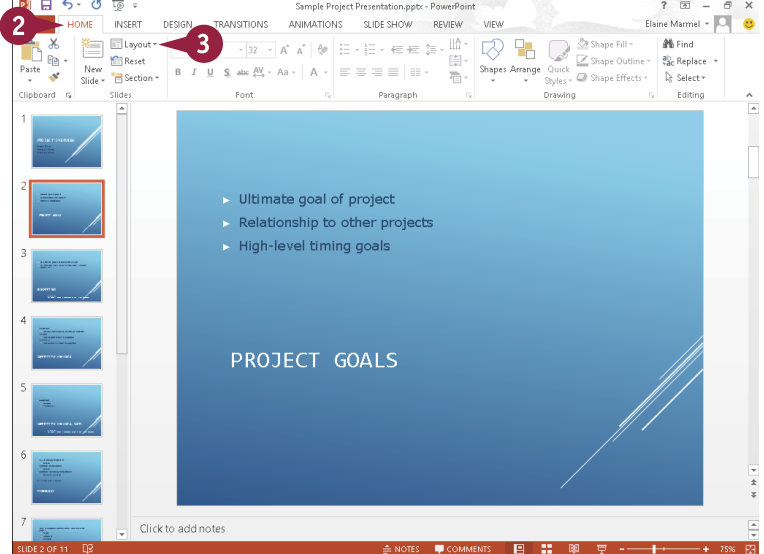 Sample Project Presentation.pptx - PowerPoint
2
HOME INSERT DESIGN TRANSITIONS ANIMATIONS SLIDE SHOW REVIEW VIEW Elaine Marmel
3
Layout
32 A A
Shape Fill Find
Reset
Shape Outline Replace
Paste New Slide Section B I U S abc AV Aa A Shapes Arrange Quick Styles Shape Effects Select
Clipboard Slides Font Paragraph Drawing Editing
1
2
3
4
5
6
7
Ultimate goal of project
Relationship to other projects
High-level timing goals
PROJECT GOALS
Click to add notes
SLIDE 2 OF 11 NOTES COMMENTS 75%